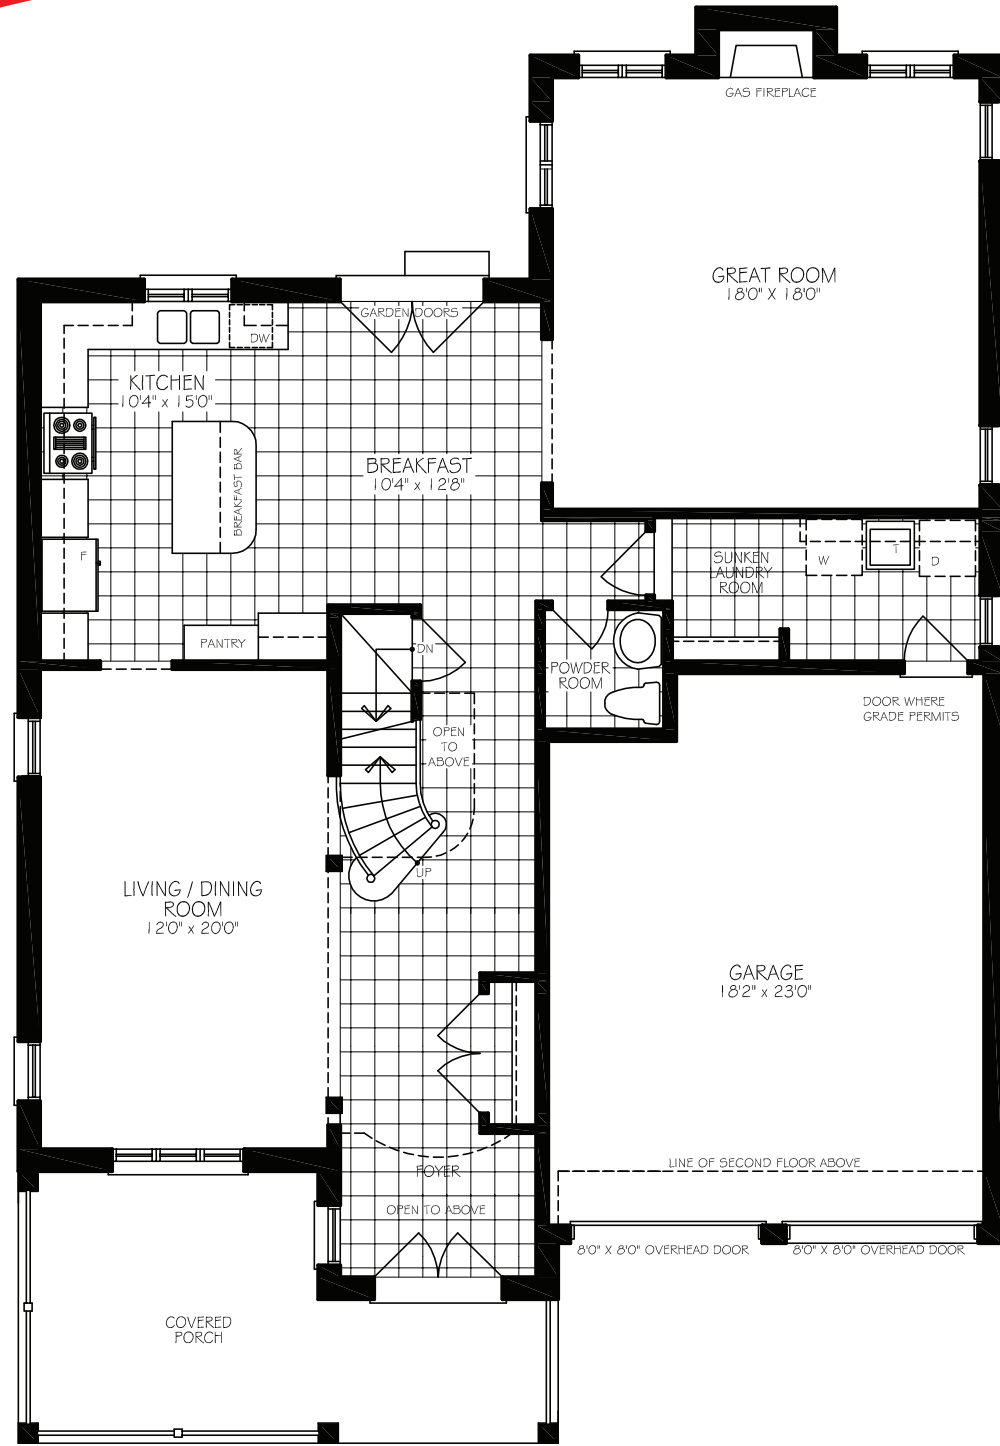 GAS FIREPLACE
GREAT ROOM
18'0" X 18'0"
GARDEN DOORS
DW
KITCHEN
10'4" x 15'0"
BREAKFAST BAR
BREAKFAST
10'4" x 12'8"
F
PANTRY
SUNKEN
LAUNDRY
ROOM
W
T
D
DN
POWDER
ROOM
DOOR WHERE
GRADE PERMITS
OPEN
TO
ABOVE
UP
LIVING / DINING
ROOM
12'0" x 20'0"
GARAGE
18'2" x 23'0"
LINE OF SECOND FLOOR ABOVE
FOYER
OPEN TO ABOVE
8'0" X 8'0" OVERHEAD DOOR
8'0" X 8'0" OVERHEAD DOOR
COVERED
PORCH